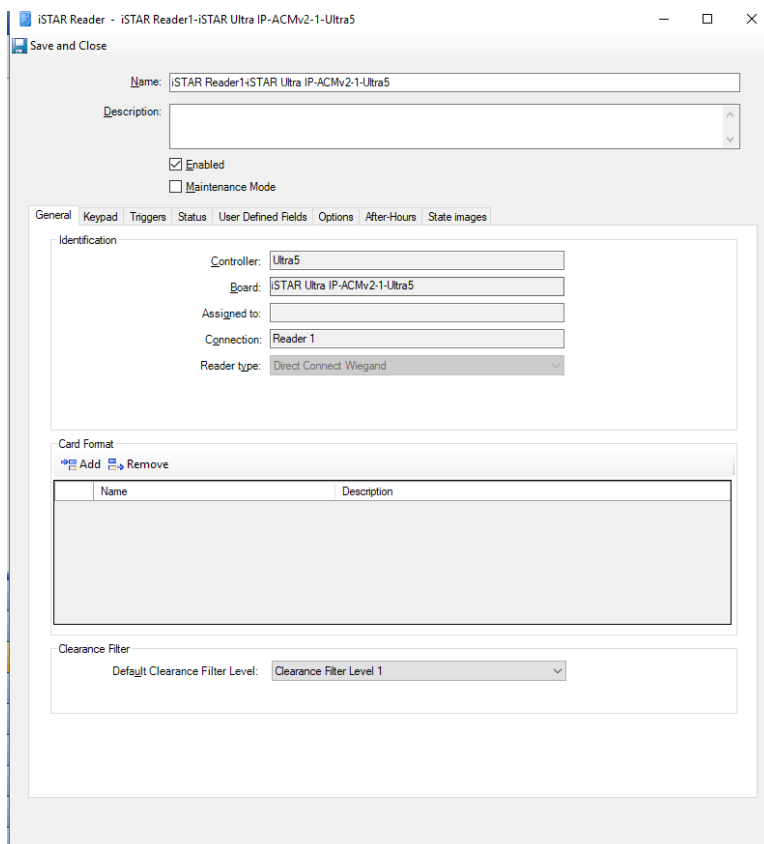 iSTAR Reader - iSTAR Reader1-iSTAR Ultra IP-ACMv2-1-Ultra5
Save and Close
Name: iSTAR Reader1-iSTAR Ultra IP-ACMv2-1-Ultra5
Description:
Enabled
Maintenance Mode
General Keypad Triggers Status User Defined Fields Options After-Hours State images
Identification
Controller: Ultra5
Board: iSTAR Ultra IP-ACMv2-1-Ultra5
Assigned to:
Connection: Reader 1
Reader type: Direct Connect Wiegand
Card Format
Add Remove
Name Description
Clearance Filter
Default Clearance Filter Level: Clearance Filter Level 1